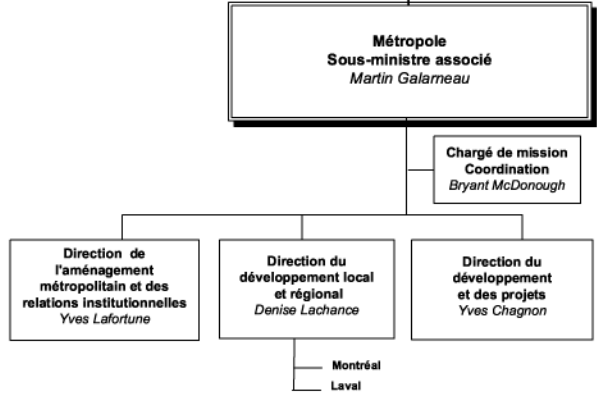 Métropole
Sous-ministre associé
Martin Galarneau
Chargé de mission
Coordination
Bryant McDonough
Direction de
l'aménagement
métropolitain et des
relations institutionnelles
Yves Lafortune
Direction du
développement local
et régional
Denise Lachance
Direction du
développement
et des projets
Yves Chagnon
Montréal
Laval